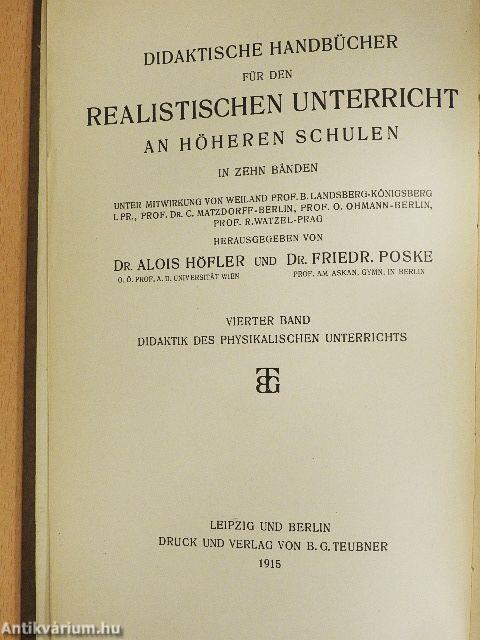 DIDAKTISCHE HANDBÜCHER
FÜR DEN
REALISTISCHEN UNTERRICHT
AN HÖHEREN SCHULEN
IN ZEHN BÄNDEN
UNTER MITWIRKUNG VON WEILAND PROF. B. LANDSBERG-KÖNIGSBERG
I. PR., PROF. DR. C. MATZDORFF-BERLIN, PROF. O. OHMANN-BERLIN,
PROF. R. WATZEL-PRAG
HERAUSGEGEBEN VON
DR. ALOIS HÖFLER UND DR. FRIEDR. POSKE
O. Ö. PROF. A. D. UNIVERSITÄT WIEN PROF. AM ASKAN. GYMN. IN BERLIN
VIERTER BAND
DIDAKTIK DES PHYSIKALISCHEN UNTERRICHTS
BTG
LEIPZIG UND BERLIN
DRUCK UND VERLAG VON B. G. TEUBNER
1915
Antikvárium.hu